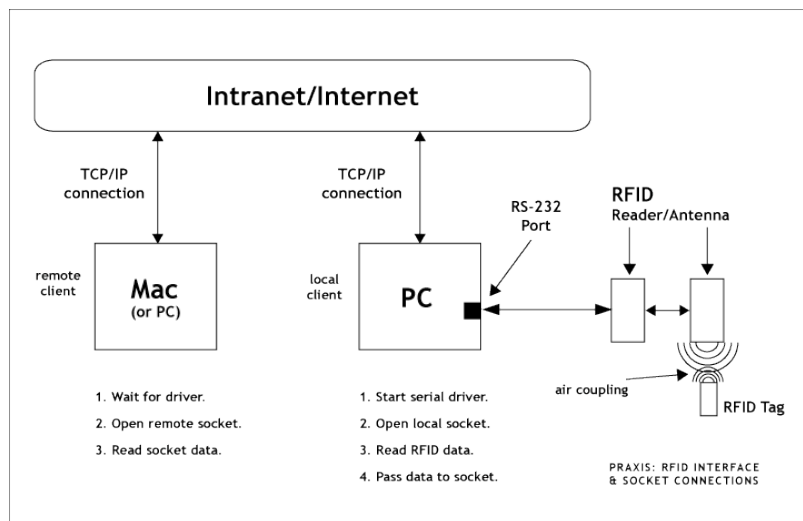 Intranet/Internet
TCP/IP
connection
TCP/IP
connection
RS-232
Port
RFID
Reader/Antenna
remote
client
Mac
(or PC)
local
client
PC
air coupling
RFID Tag
1. Wait for driver.
2. Open remote socket.
3. Read socket data.
1. Start serial driver.
2. Open local socket.
3. Read RFID data.
4. Pass data to socket.
PRAXIS: RFID INTERFACE
& SOCKET CONNECTIONS